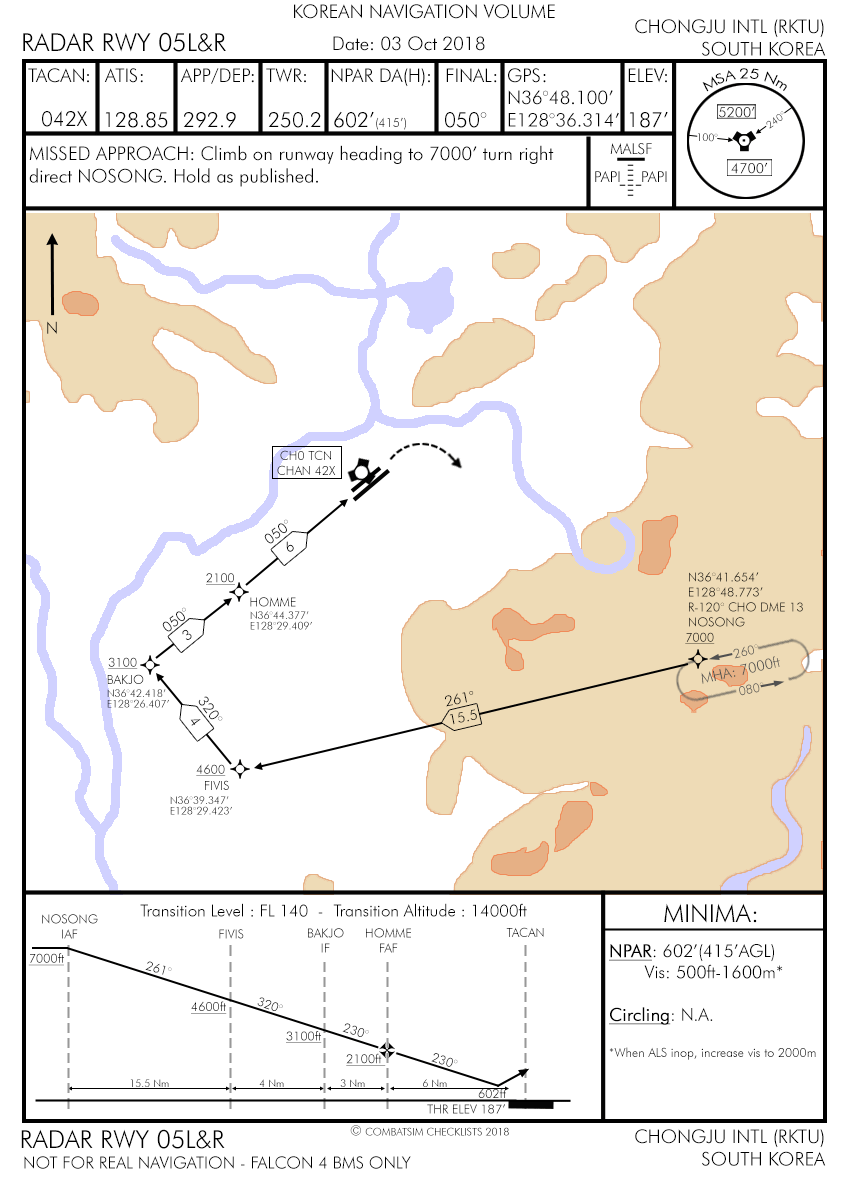 KOREAN NAVIGATION VOLUME
RADAR RWY 05L&R
Date: 03 Oct 2018
CHONGJU INTL (RKTU)
SOUTH KOREA
TACAN:
042X
ATIS:
128.85
APP/DEP:
292.9
TWR:
250.2
NPAR DA(H):
602'(415')
FINAL:
050°
GPS:
N36°48.100'
E128°36.314'
ELEV:
187'
MSA 25 Nm
5200'
100°
240°
4700'
MISSED APPROACH: Climb on runway heading to 7000' turn right
direct NOSONG. Hold as published.
MALSF
PAPI PAPI
N
CH0 TCN
CHAN 42X
050°
6
2100
HOMME
N36°44.377'
E128°29.409'
050°
3
3100
BAKJO
N36°42.418'
E128°26.407'
320°
4
4600
FIVIS
N36°39.347'
E128°29.423'
261°
15.5
N36°41.654'
E128°48.773'
R-120° CHO DME 13
NOSONG
7000
260°
MHA: 7000ft
080°
Transition Level : FL 140 - Transition Altitude : 14000ft
NOSONG
IAF
FIVIS
BAKJO
IF
HOMME
FAF
TACAN
7000ft
261°
4600ft
320°
3100ft
230°
2100ft
230°
15.5 Nm
4 Nm
3 Nm
6 Nm
602ft
THR ELEV 187'
MINIMA:
NPAR: 602'(415'AGL)
Vis: 500ft-1600m*
Circling: N.A.
*When ALS inop, increase vis to 2000m
© COMBATSIM CHECKLISTS 2018
RADAR RWY 05L&R
NOT FOR REAL NAVIGATION - FALCON 4 BMS ONLY
CHONGJU INTL (RKTU)
SOUTH KOREA